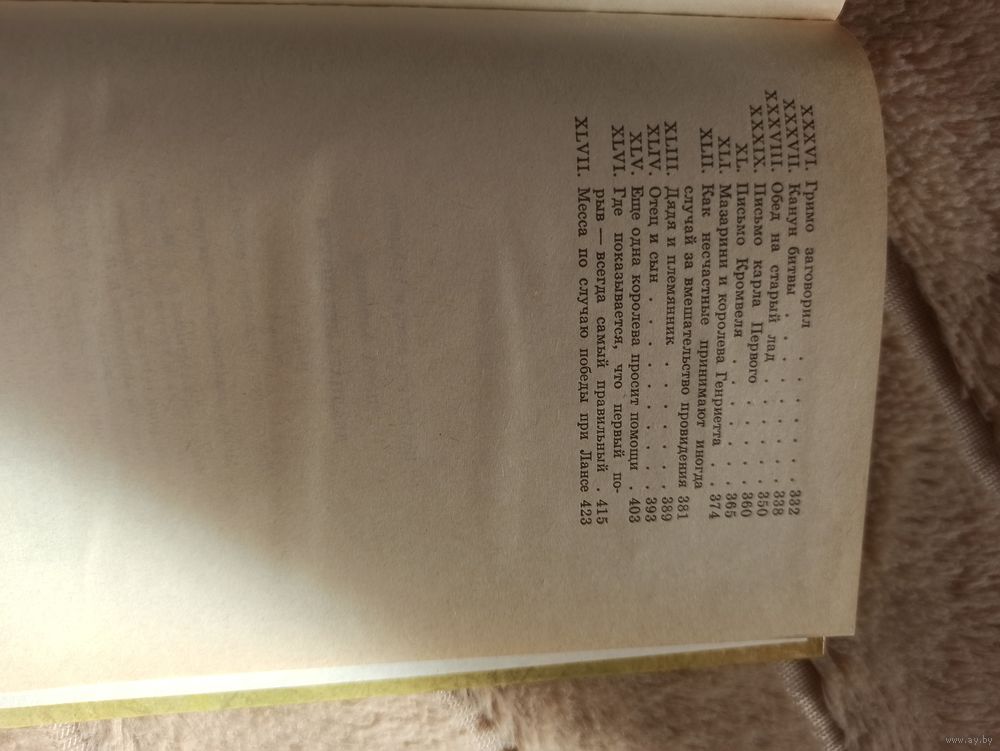 XXXVI. Гримо заговорил . . . . . . 332
XXXVII. Канун битвы . . . . . . . 338
XXXVIII. Обед на старый лад . . . . . 350
XXXIX. Письмо карла Первого . . . . . 360
XL. Письмо Кромвеля . . . . . . 365
XLI. Мазарини и королева Генриетта . . 374
XLII. Как несчастные принимают иногда
случай за вмешательство провидения 381
XLIII. Дядя и племянник . . . . . . 389
XLIV. Отец и сын . . . . . . . . 393
XLV. Еще одна королева просит помощи . 403
XLVI. Где показывается, что первый по-
рыв — всегда самый правильный . 415
XLVII. Месса по случаю победы при Лансе 423
www.ay.by